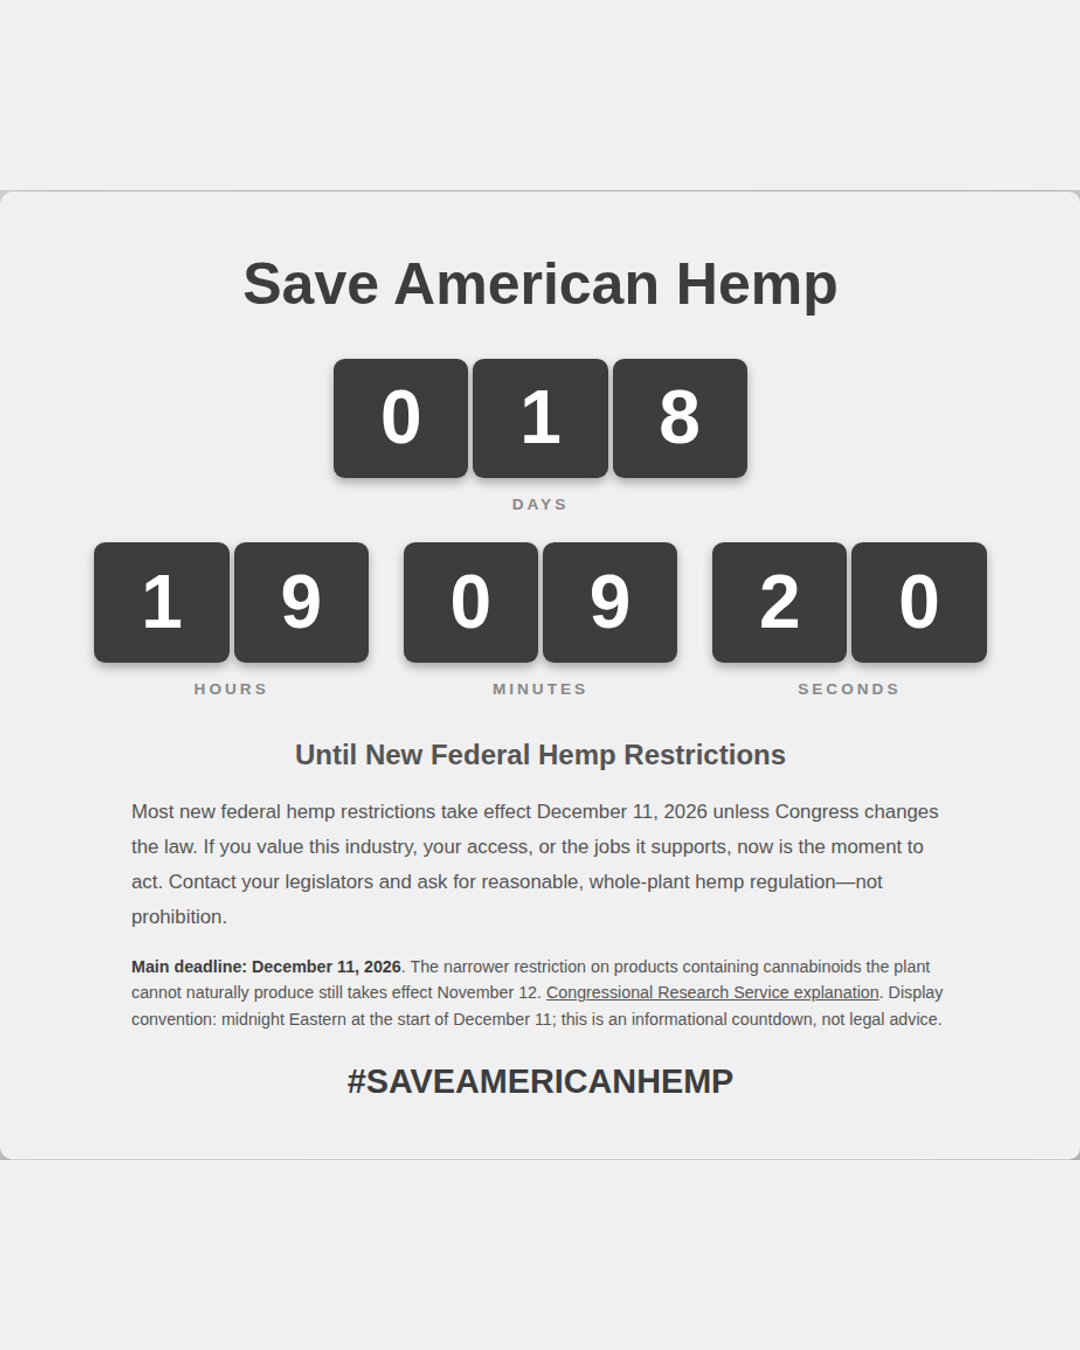 Save American Hemp
0 1 8
DAYS
1 9 0 9 2 0
HOURS MINUTES SECONDS
Until New Federal Hemp Restrictions
Most new federal hemp restrictions take effect December 11, 2026 unless Congress changes
the law. If you value this industry, your access, or the jobs it supports, now is the moment to
act. Contact your legislators and ask for reasonable, whole-plant hemp regulation—not
prohibition.
Main deadline: December 11, 2026. The narrower restriction on products containing cannabinoids the plant
cannot naturally produce still takes effect November 12. Congressional Research Service explanation. Display
convention: midnight Eastern at the start of December 11; this is an informational countdown, not legal advice.
#SAVEAMERICANHEMP